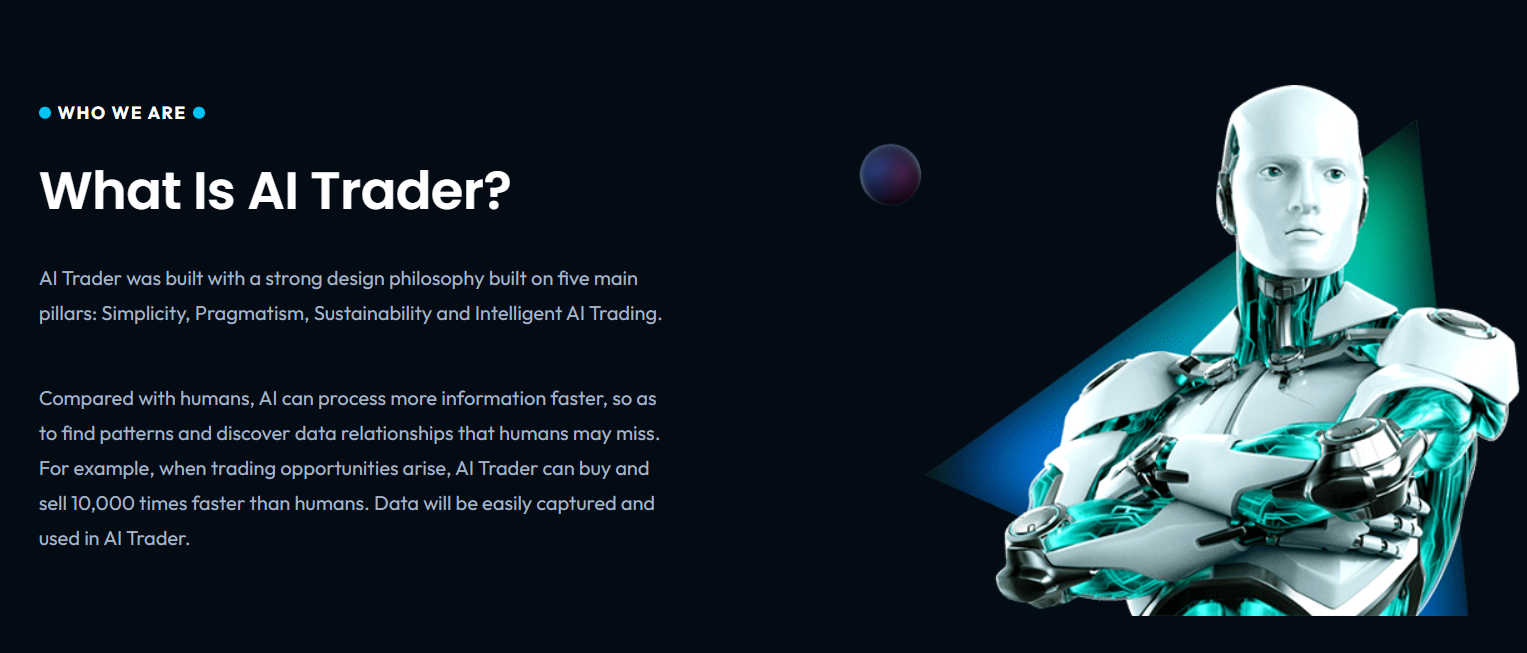 WHO WE ARE
What Is AI Trader?
AI Trader was built with a strong design philosophy built on five main
pillars: Simplicity, Pragmatism, Sustainability and Intelligent AI Trading.
Compared with humans, AI can process more information faster, so as
to find patterns and discover data relationships that humans may miss.
For example, when trading opportunities arise, AI Trader can buy and
sell 10,000 times faster than humans. Data will be easily captured and
used in AI Trader.